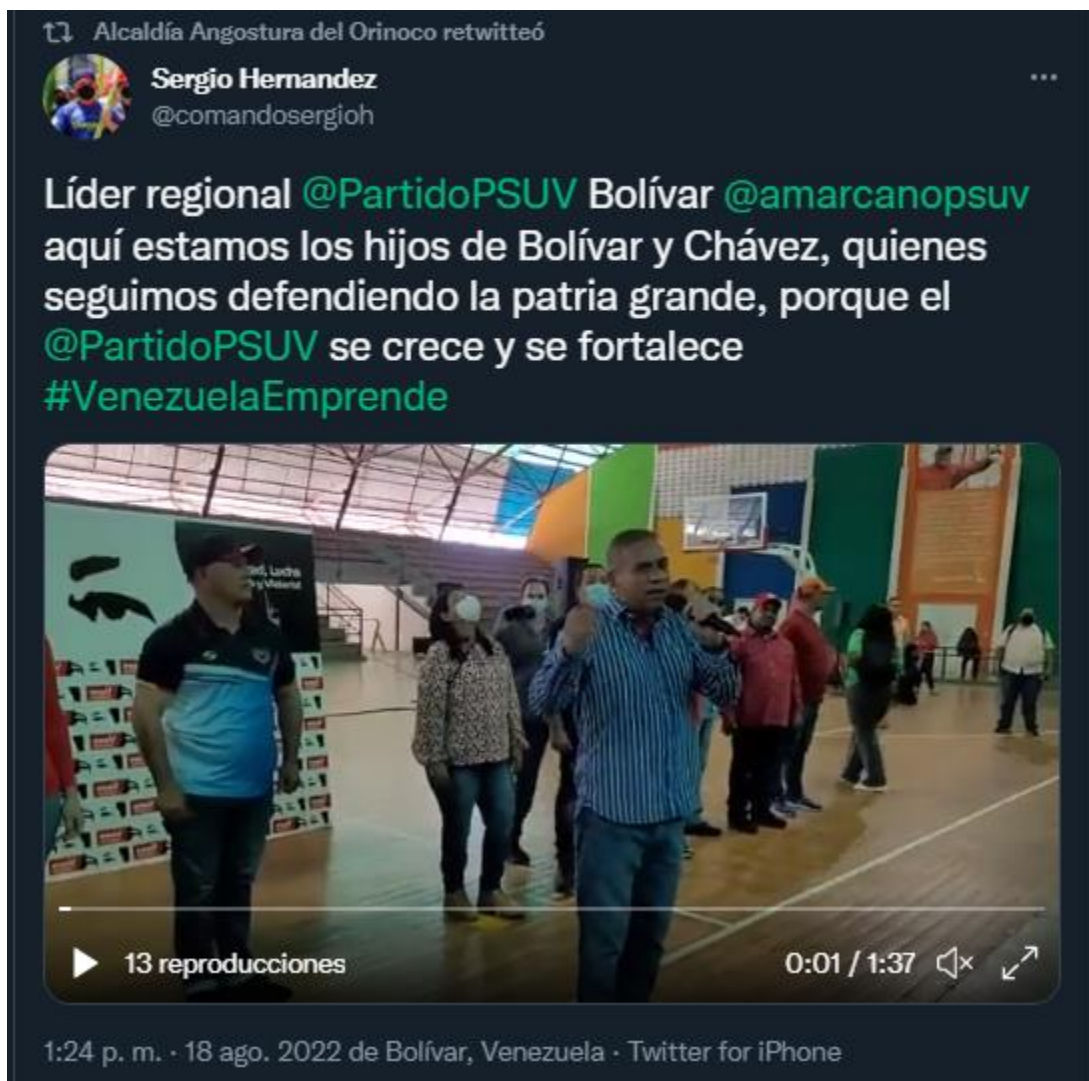 Alcaldía Angostura del Orinoco retwitteó
Sergio Hernandez
@comandosergioh
Líder regional @PartidoPSUV Bolívar @amarcanopsuv
aquí estamos los hijos de Bolívar y Chávez, quienes
seguimos defendiendo la patria grande, porque el
@PartidoPSUV se crece y se fortalece
#VenezuelaEmprende
13 reproducciones
0:01 / 1:37
1:24 p. m. · 18 ago. 2022 de Bolívar, Venezuela · Twitter for iPhone